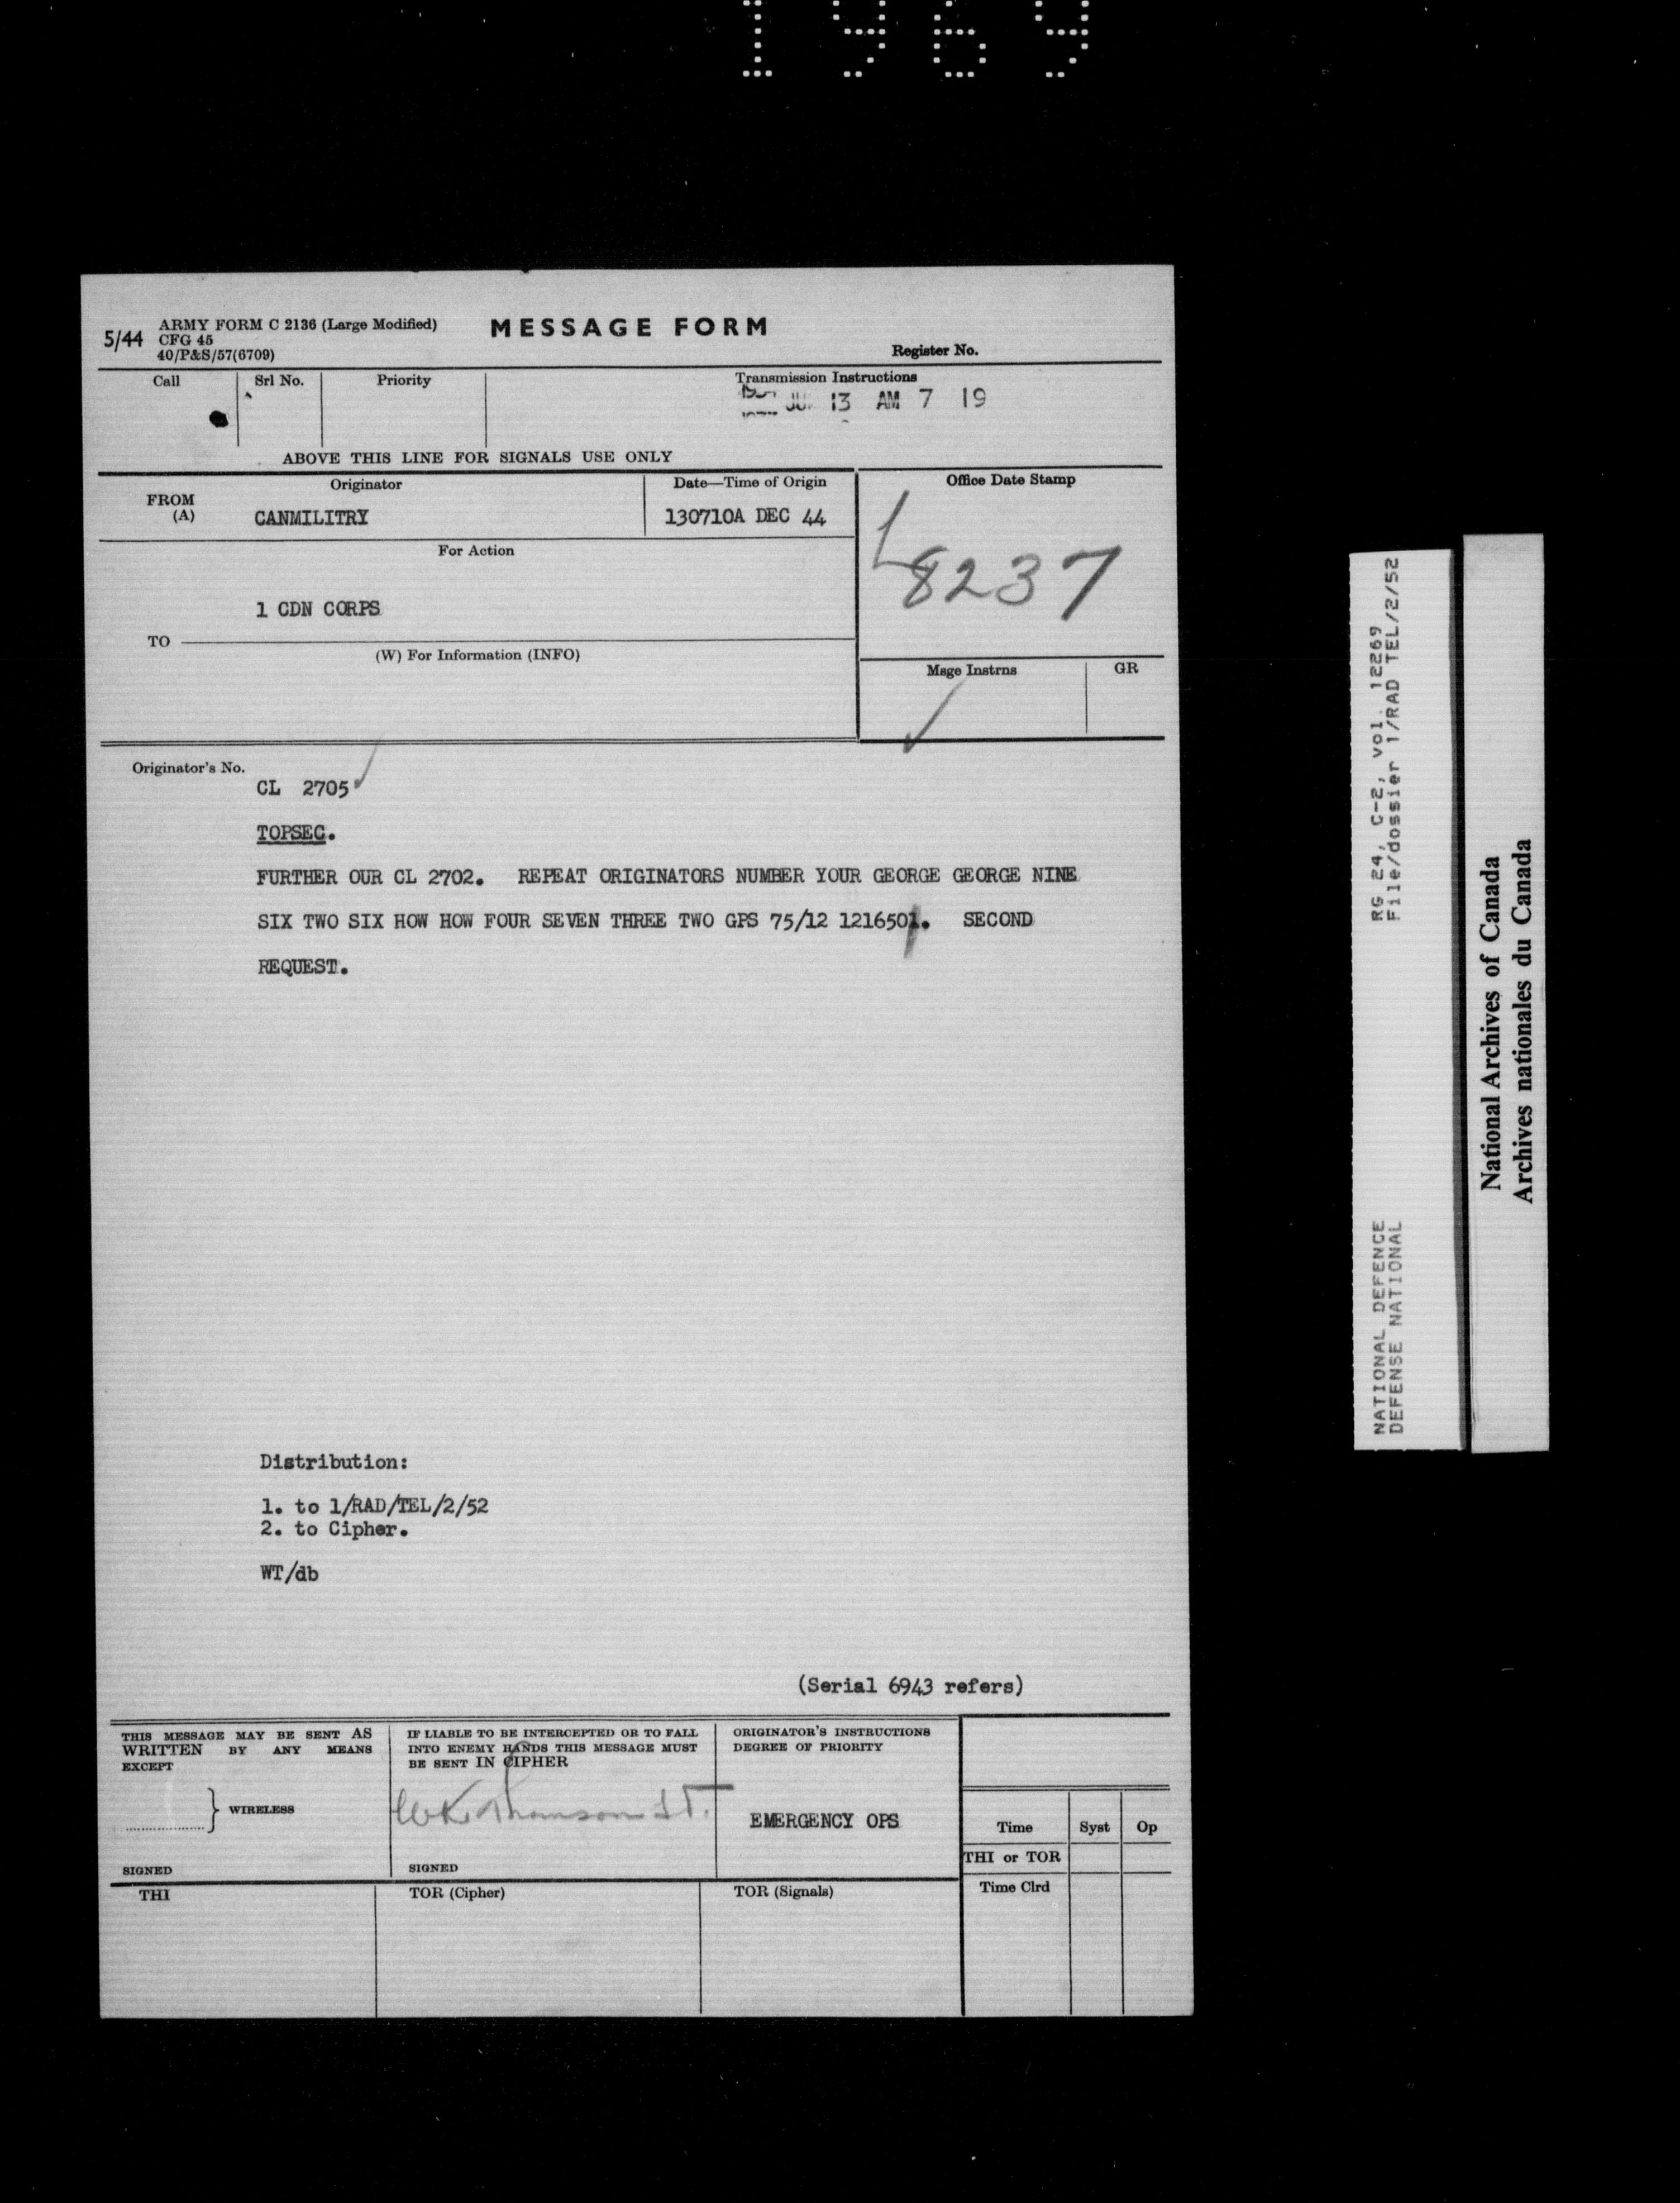 1969
5/44
ARMY FORM C 2136 (Large Modified)
CFG 45
40/P&S/57(6709)
MESSAGE FORM
Register No.
Call
Srl No.
Priority
Transmission Instructions
13 AM 7 19
ABOVE THIS LINE FOR SIGNALS USE ONLY
FROM
(A)
Originator
CANMILITRY
Date—Time of Origin
130710A DEC 44
Office Date Stamp
8237
For Action
1 CDN CORPS
TO
(W) For Information (INFO)
Msge Instrns
GR
Originator's No.
CL 2705
TOPSEC.
FURTHER OUR CL 2702. REPEAT ORIGINATORS NUMBER YOUR GEORGE GEORGE NINE
SIX TWO SIX HOW HOW FOUR SEVEN THREE TWO GPS 75/12 121650. SECOND
REQUEST.
Distribution:
1. to 1/RAD/TEL/2/52
2. to Cipher.
WT/db
(Serial 6943 refers)
THIS MESSAGE MAY BE SENT AS
WRITTEN BY ANY MEANS
EXCEPT
WIRELESS
SIGNED
IF LIABLE TO BE INTERCEPTED OR TO FALL
INTO ENEMY HANDS THIS MESSAGE MUST
BE SENT IN CIPHER
WK Thomson Lt.
SIGNED
ORIGINATOR'S INSTRUCTIONS
DEGREE OF PRIORITY
EMERGENCY OPS
Time
Syst
Op
THI or TOR
Time Clrd
THI
TOR (Cipher)
TOR (Signals)
NATIONAL DEFENCE
DEFENSE NATIONAL
RG 24, C-2, vol. 12269
File/dossier 1/RAD TEL/2/52
National Archives of Canada
Archives nationales du Canada